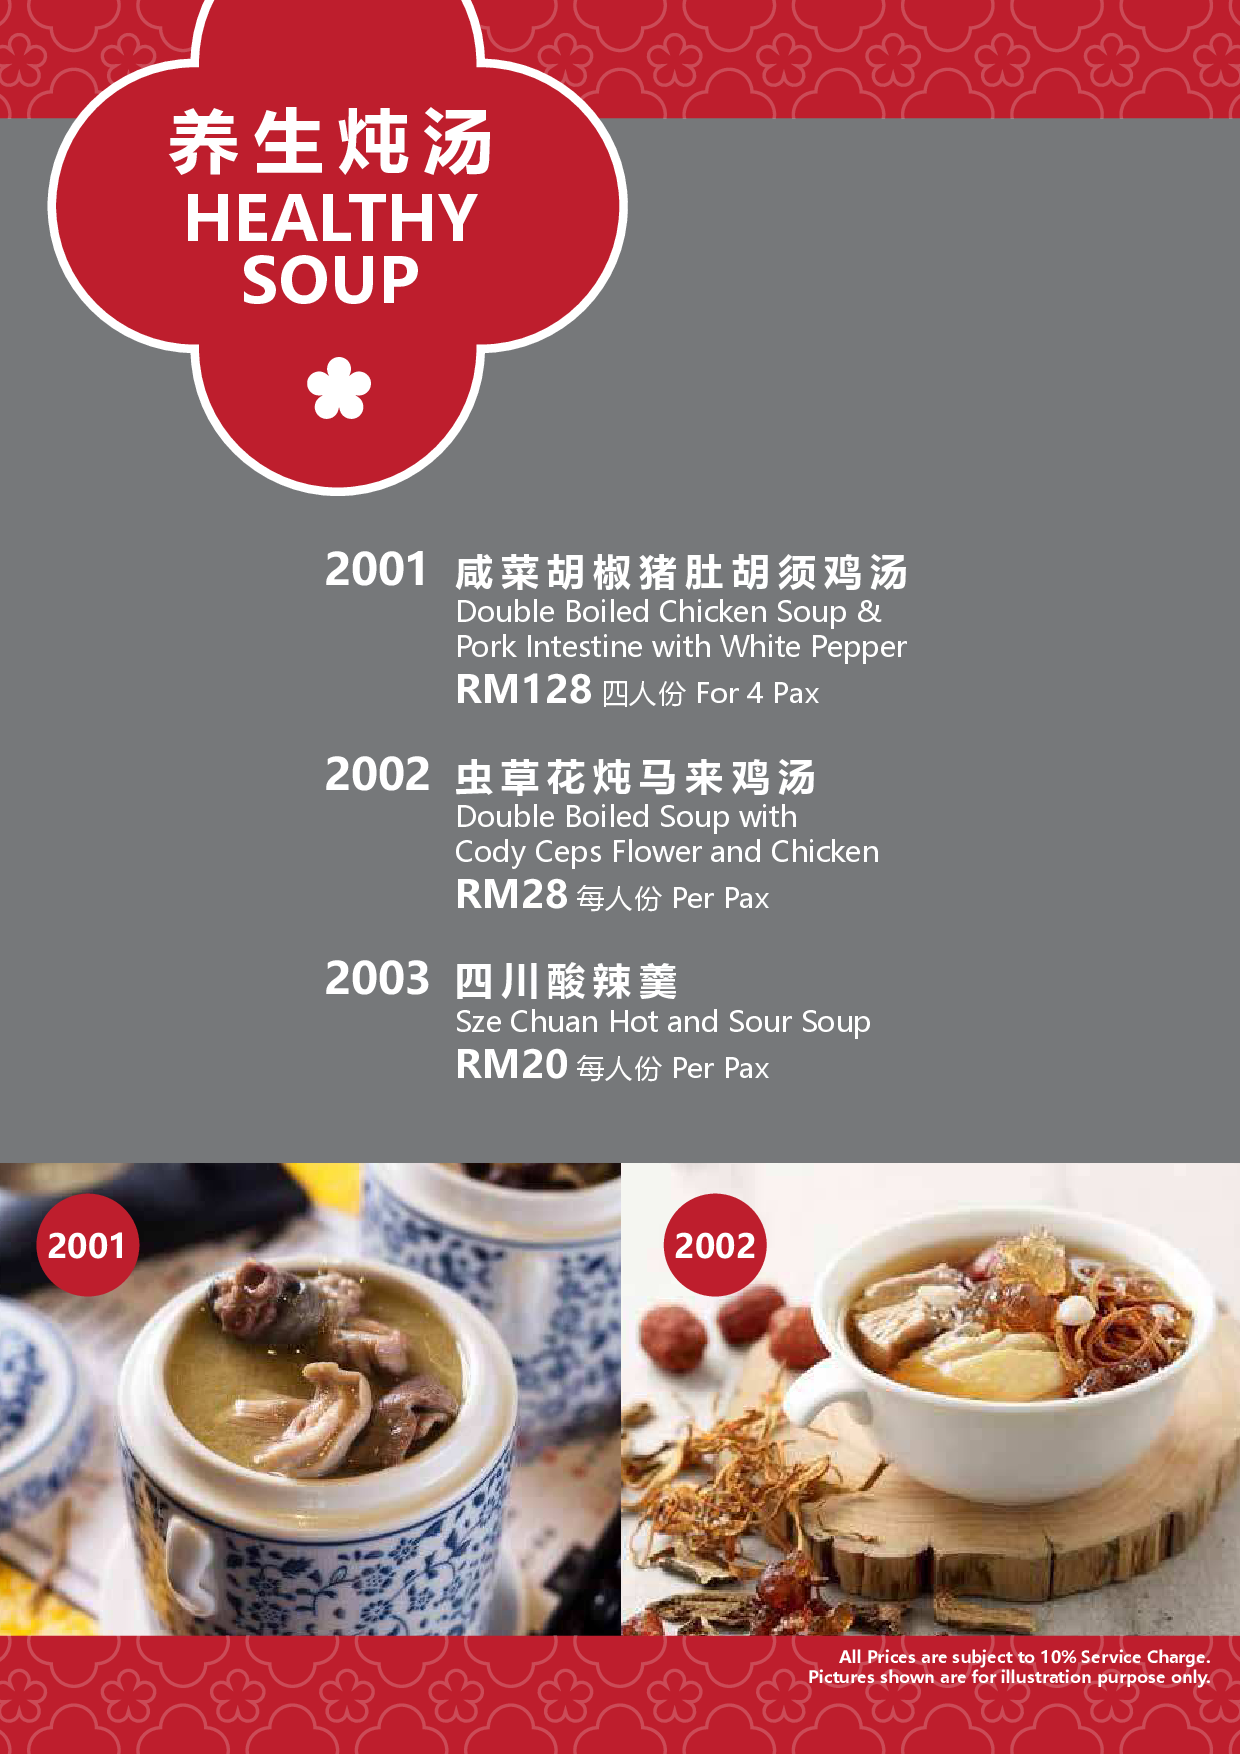 养生炖汤
HEALTHY
SOUP
2001 咸菜胡椒猪肚胡须鸡汤
Double Boiled Chicken Soup &
Pork Intestine with White Pepper
RM128 四人份 For 4 Pax
2002 虫草花炖马来鸡汤
Double Boiled Soup with
Cody Ceps Flower and Chicken
RM28 每人份 Per Pax
2003 四川酸辣羹
Sze Chuan Hot and Sour Soup
RM20 每人份 Per Pax
2001
2002
All Prices are subject to 10% Service Charge.
Pictures shown are for illustration purpose only.